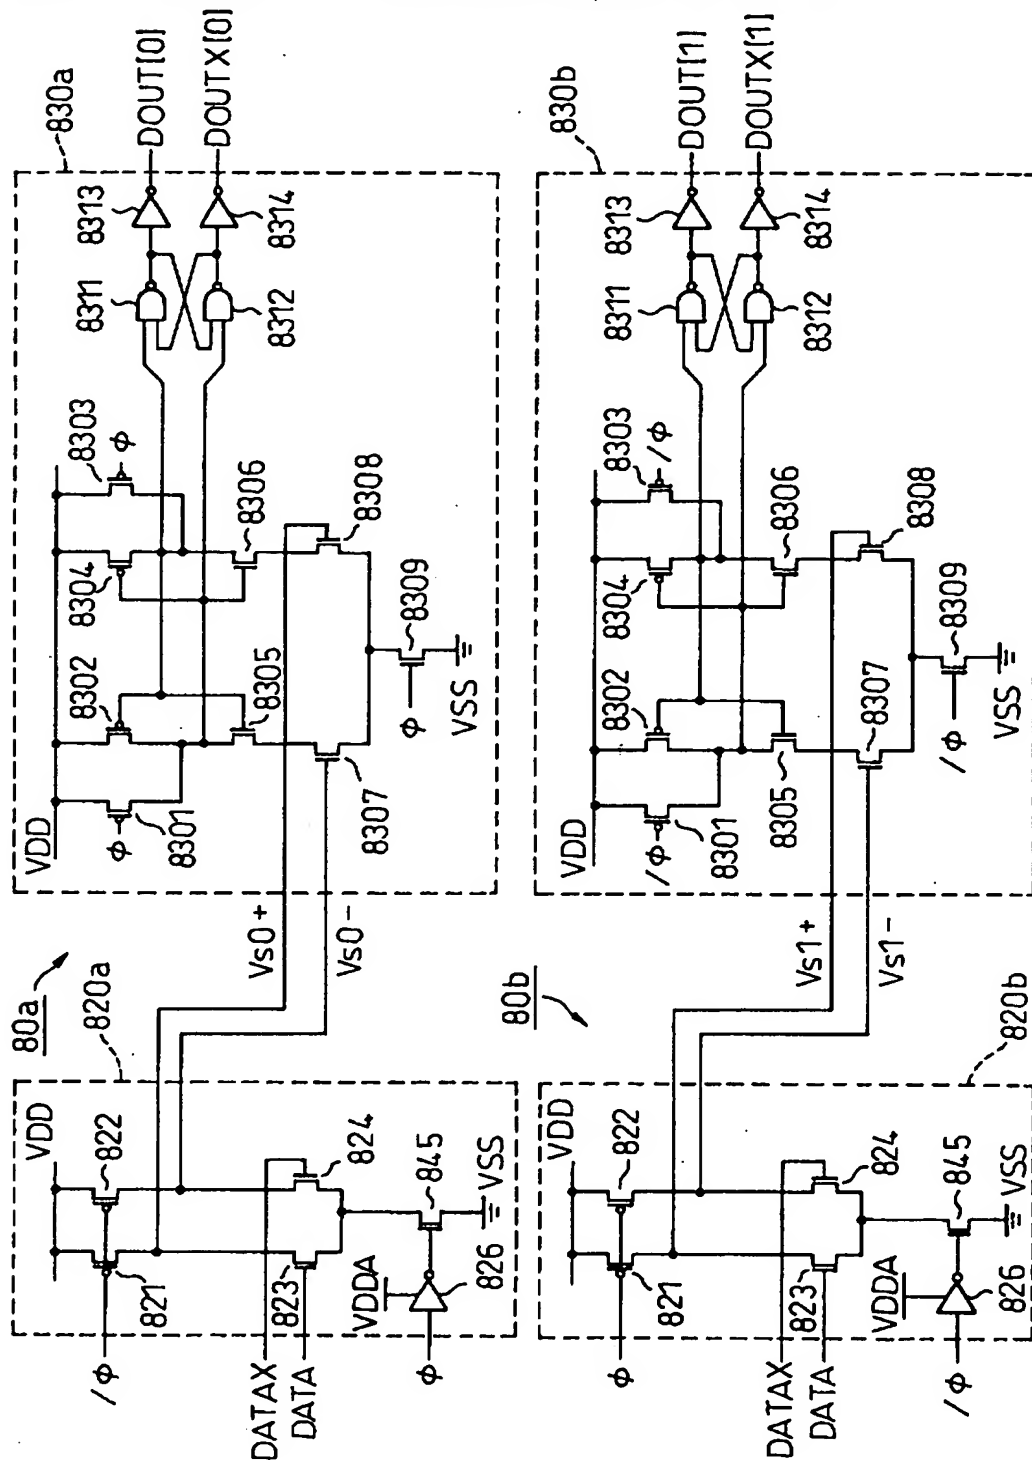 80a
820a
VDD
821
822
/φ
DATAX
DATA
823
824
845
VSS
VDDA
826
φ
Vs0+
Vs0-
830a
VDD
8301
φ
8302
8304
8303
φ
8305
8306
8307
8308
φ
8309
VSS
8311
8312
8313
8314
DOUT[0]
DOUTX[0]
80b
820b
VDD
821
822
φ
DATAX
DATA
823
824
845
VSS
VDDA
826
/φ
Vs1+
Vs1-
830b
VDD
8301
/φ
8302
8304
8303
/φ
8305
8306
8307
8308
/φ
8309
VSS
8311
8312
8313
8314
DOUT[1]
DOUTX[1]